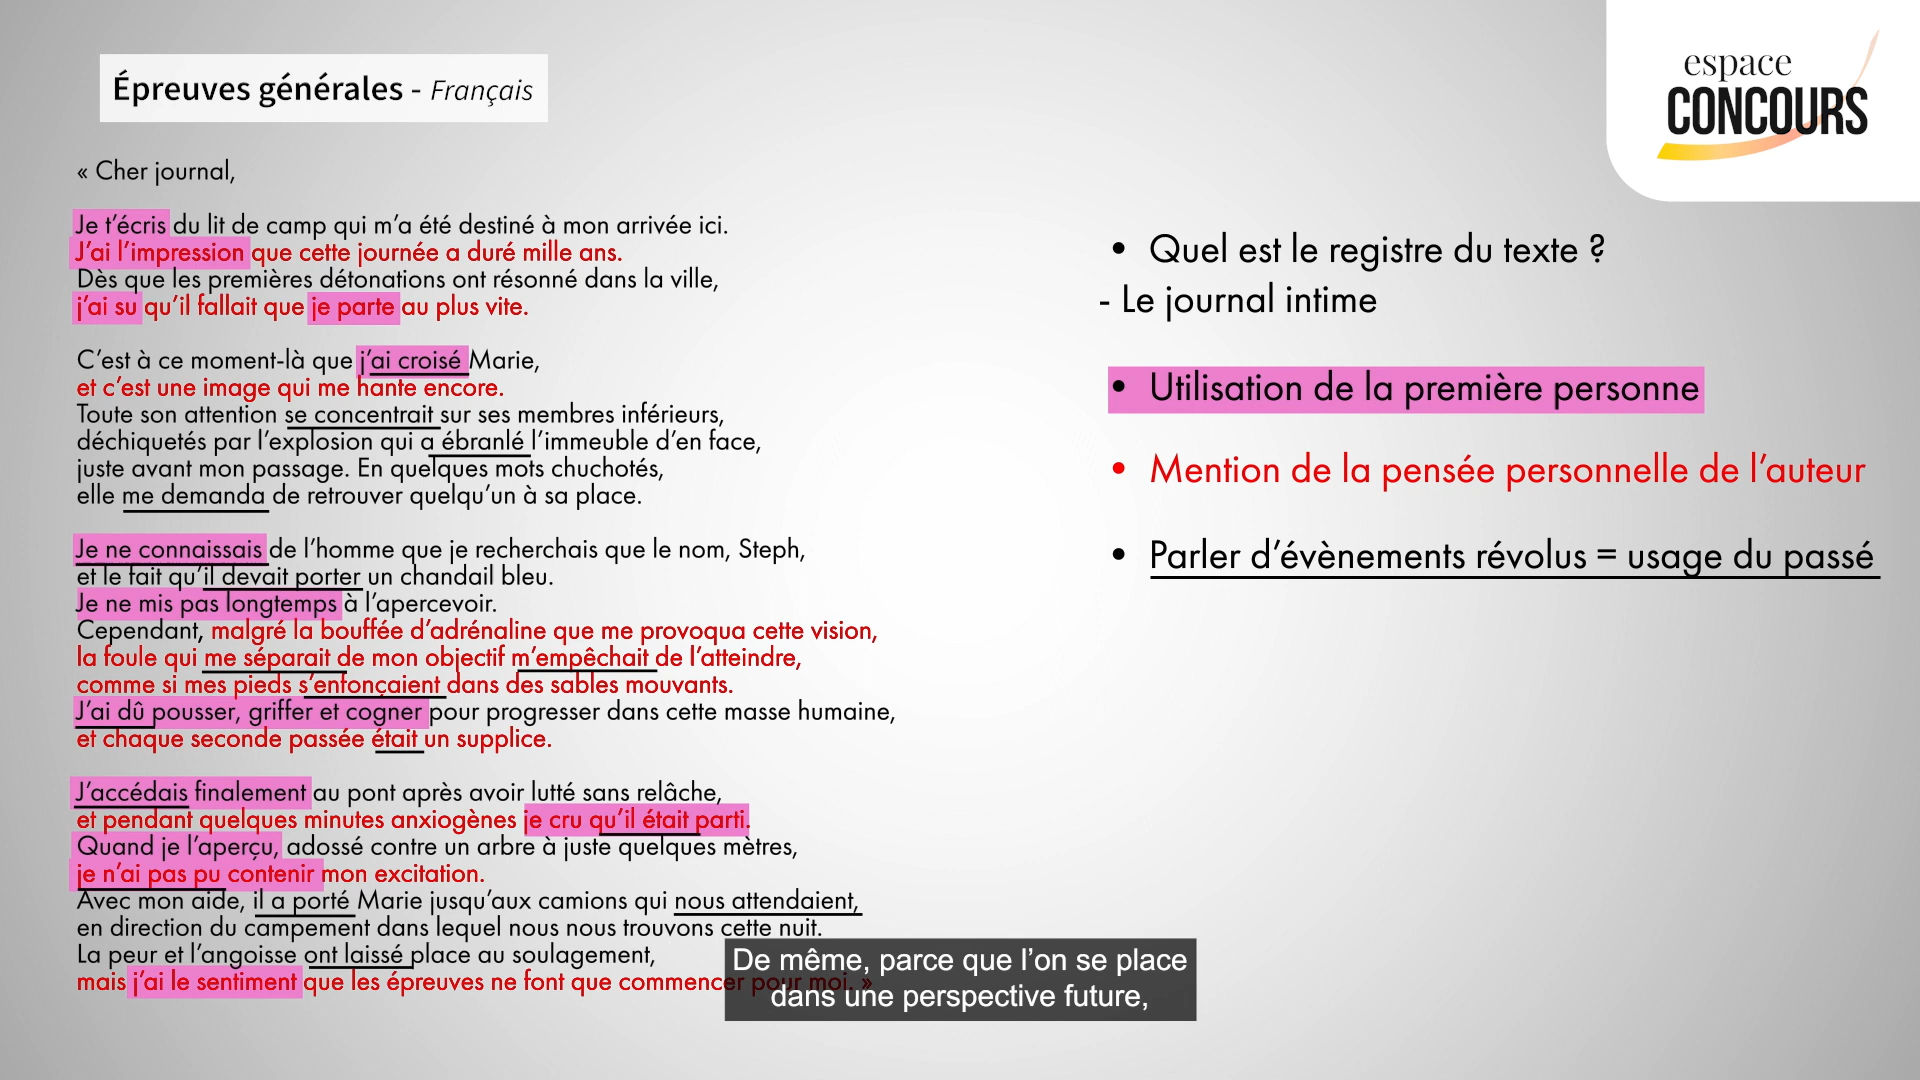 Épreuves générales - Français
espace
CONCOURS
« Cher journal,
Je t'écris du lit de camp qui m'a été destiné à mon arrivée ici.
J'ai l'impression que cette journée a duré mille ans.
Dès que les premières détonations ont résonné dans la ville,
j'ai su qu'il fallait que je parte au plus vite.
C'est à ce moment-là que j'ai croisé Marie,
et c'est une image qui me hante encore.
Toute son attention se concentrait sur ses membres inférieurs,
déchiquetés par l'explosion qui a ébranlé l'immeuble d'en face,
juste avant mon passage. En quelques mots chuchotés,
elle me demanda de retrouver quelqu'un à sa place.
Je ne connaissais de l'homme que je recherchais que le nom, Steph,
et le fait qu'il devait porter un chandail bleu.
Je ne mis pas longtemps à l'apercevoir.
Cependant, malgré la bouffée d'adrénaline que me provoqua cette vision,
la foule qui me séparait de mon objectif m'empêchait de l'atteindre,
comme si mes pieds s'enfonçaient dans des sables mouvants.
J'ai dû pousser, griffer et cogner pour progresser dans cette masse humaine,
et chaque seconde passée était un supplice.
J'accédais finalement au pont après avoir lutté sans relâche,
et pendant quelques minutes anxiogènes je cru qu'il était parti.
Quand je l'aperçu, adossé contre un arbre à juste quelques mètres,
je n'ai pas pu contenir mon excitation.
Avec mon aide, il a porté Marie jusqu'aux camions qui nous attendaient,
en direction du campement dans lequel nous nous trouvons cette nuit.
La peur et l'angoisse ont laissé place au soulagement,
mais j'ai le sentiment que les épreuves ne font que commencer pour moi. »
• Quel est le registre du texte ?
- Le journal intime
• Utilisation de la première personne
• Mention de la pensée personnelle de l'auteur
• Parler d'évènements révolus = usage du passé
De même, parce que l'on se place
dans une perspective future,